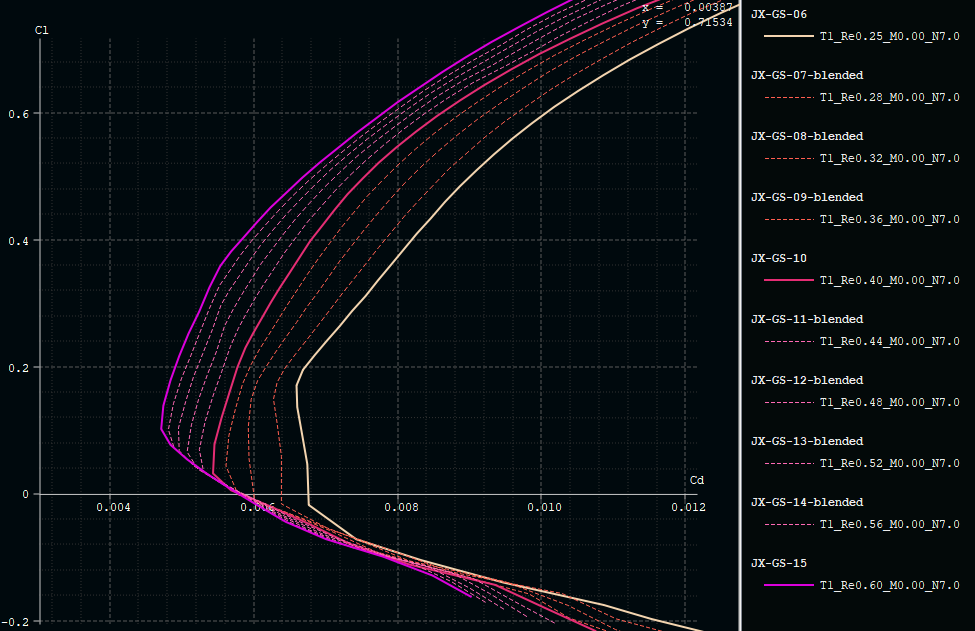 Cl
x = 0.00387
y = 0.71534
0.6
0.4
0.2
0
-0.2
Cd
0.004
0.006
0.008
0.010
0.012
JX-GS-06
T1_Re0.25_M0.00_N7.0
JX-GS-07-blended
T1_Re0.28_M0.00_N7.0
JX-GS-08-blended
T1_Re0.32_M0.00_N7.0
JX-GS-09-blended
T1_Re0.36_M0.00_N7.0
JX-GS-10
T1_Re0.40_M0.00_N7.0
JX-GS-11-blended
T1_Re0.44_M0.00_N7.0
JX-GS-12-blended
T1_Re0.48_M0.00_N7.0
JX-GS-13-blended
T1_Re0.52_M0.00_N7.0
JX-GS-14-blended
T1_Re0.56_M0.00_N7.0
JX-GS-15
T1_Re0.60_M0.00_N7.0